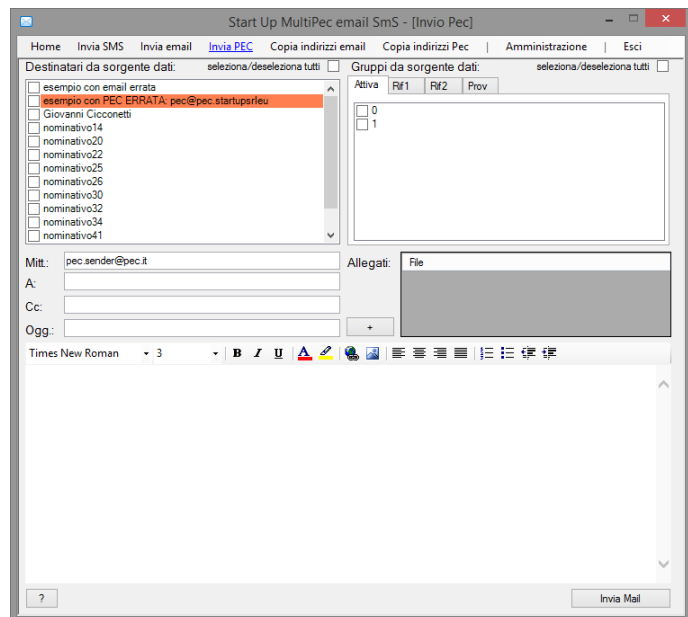 Start Up MultiPec email SmS - [Invio Pec]
Home Invia SMS Invia email Invia PEC Copia indirizzi email Copia indirizzi Pec | Amministrazione | Esci
Destinatari da sorgente dati: seleziona/deseleziona tutti
Gruppi da sorgente dati: seleziona/deseleziona tutti
esempio con email errata
esempio con PEC ERRATA: pec@pec.startupsrleu
Giovanni Cicconetti
nominativo14
nominativo20
nominativo22
nominativo25
nominativo26
nominativo30
nominativo32
nominativo34
nominativo41
Attiva Rif1 Rif2 Prov
0
1
Mitt.: pec.sender@pec.it
A:
Cc:
Ogg.:
Allegati: File
+
Times New Roman 3 B I U A
? Invia Mail